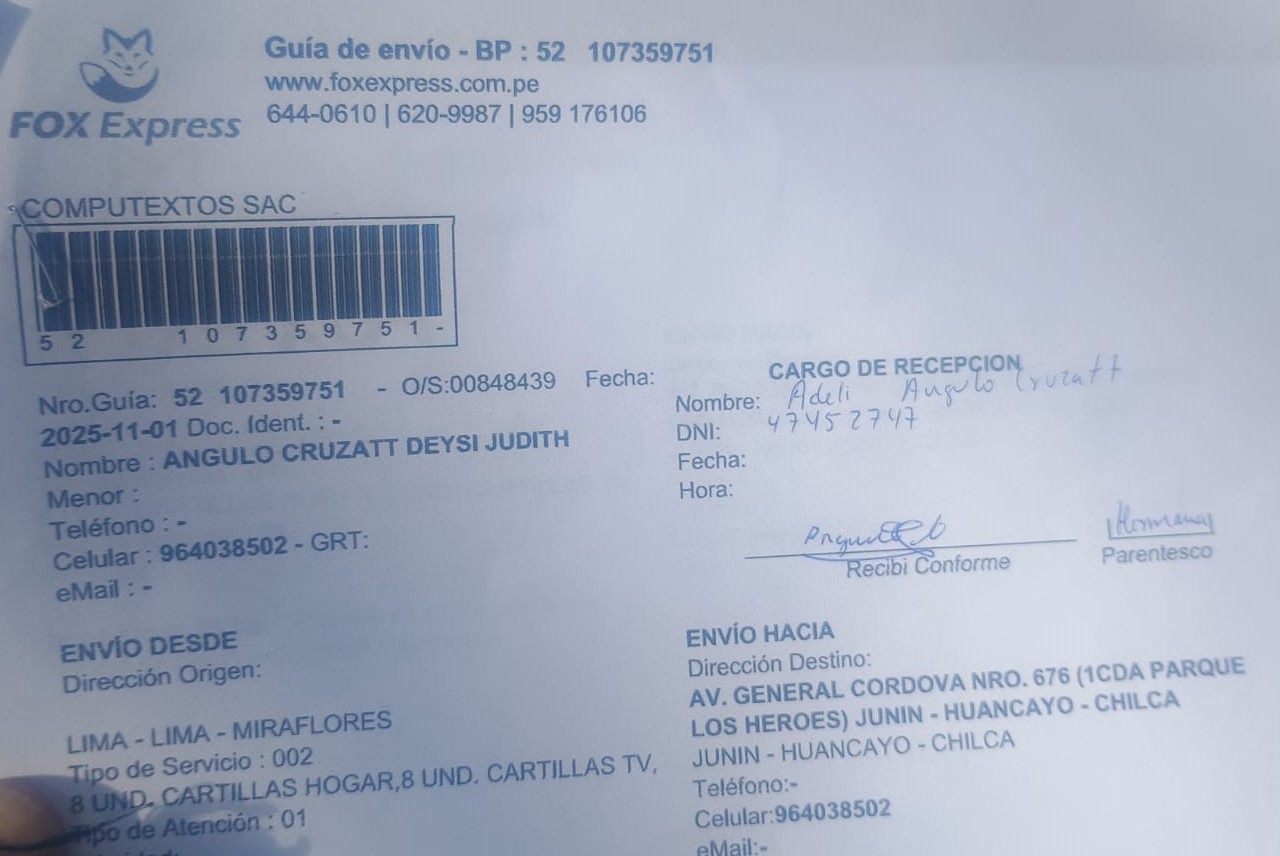 FOX Express
Guía de envío - BP : 52 107359751
www.foxexpress.com.pe
644-0610 | 620-9987 | 959 176106
COMPUTEXTOS SAC
52 107359751-
Nro.Guía: 52 107359751 - O/S:00848439 Fecha:
2025-11-01 Doc. Ident. : -
Nombre : ANGULO CRUZATT DEYSI JUDITH
Menor :
Teléfono : -
Celular : 964038502 - GRT:
eMail : -
CARGO DE RECEPCION
Nombre: Adeli Angulo Cruzatt
DNI: 47452747
Fecha:
Hora:
Recibi Conforme
Hermana
Parentesco
ENVÍO DESDE
Dirección Origen:
LIMA - LIMA - MIRAFLORES
Tipo de Servicio : 002
8 UND. CARTILLAS HOGAR,8 UND. CARTILLAS TV,
Tipo de Atención : 01
ENVÍO HACIA
Dirección Destino:
AV. GENERAL CORDOVA NRO. 676 (1CDA PARQUE
LOS HEROES) JUNIN - HUANCAYO - CHILCA
JUNIN - HUANCAYO - CHILCA
Teléfono:-
Celular:964038502
eMail:-